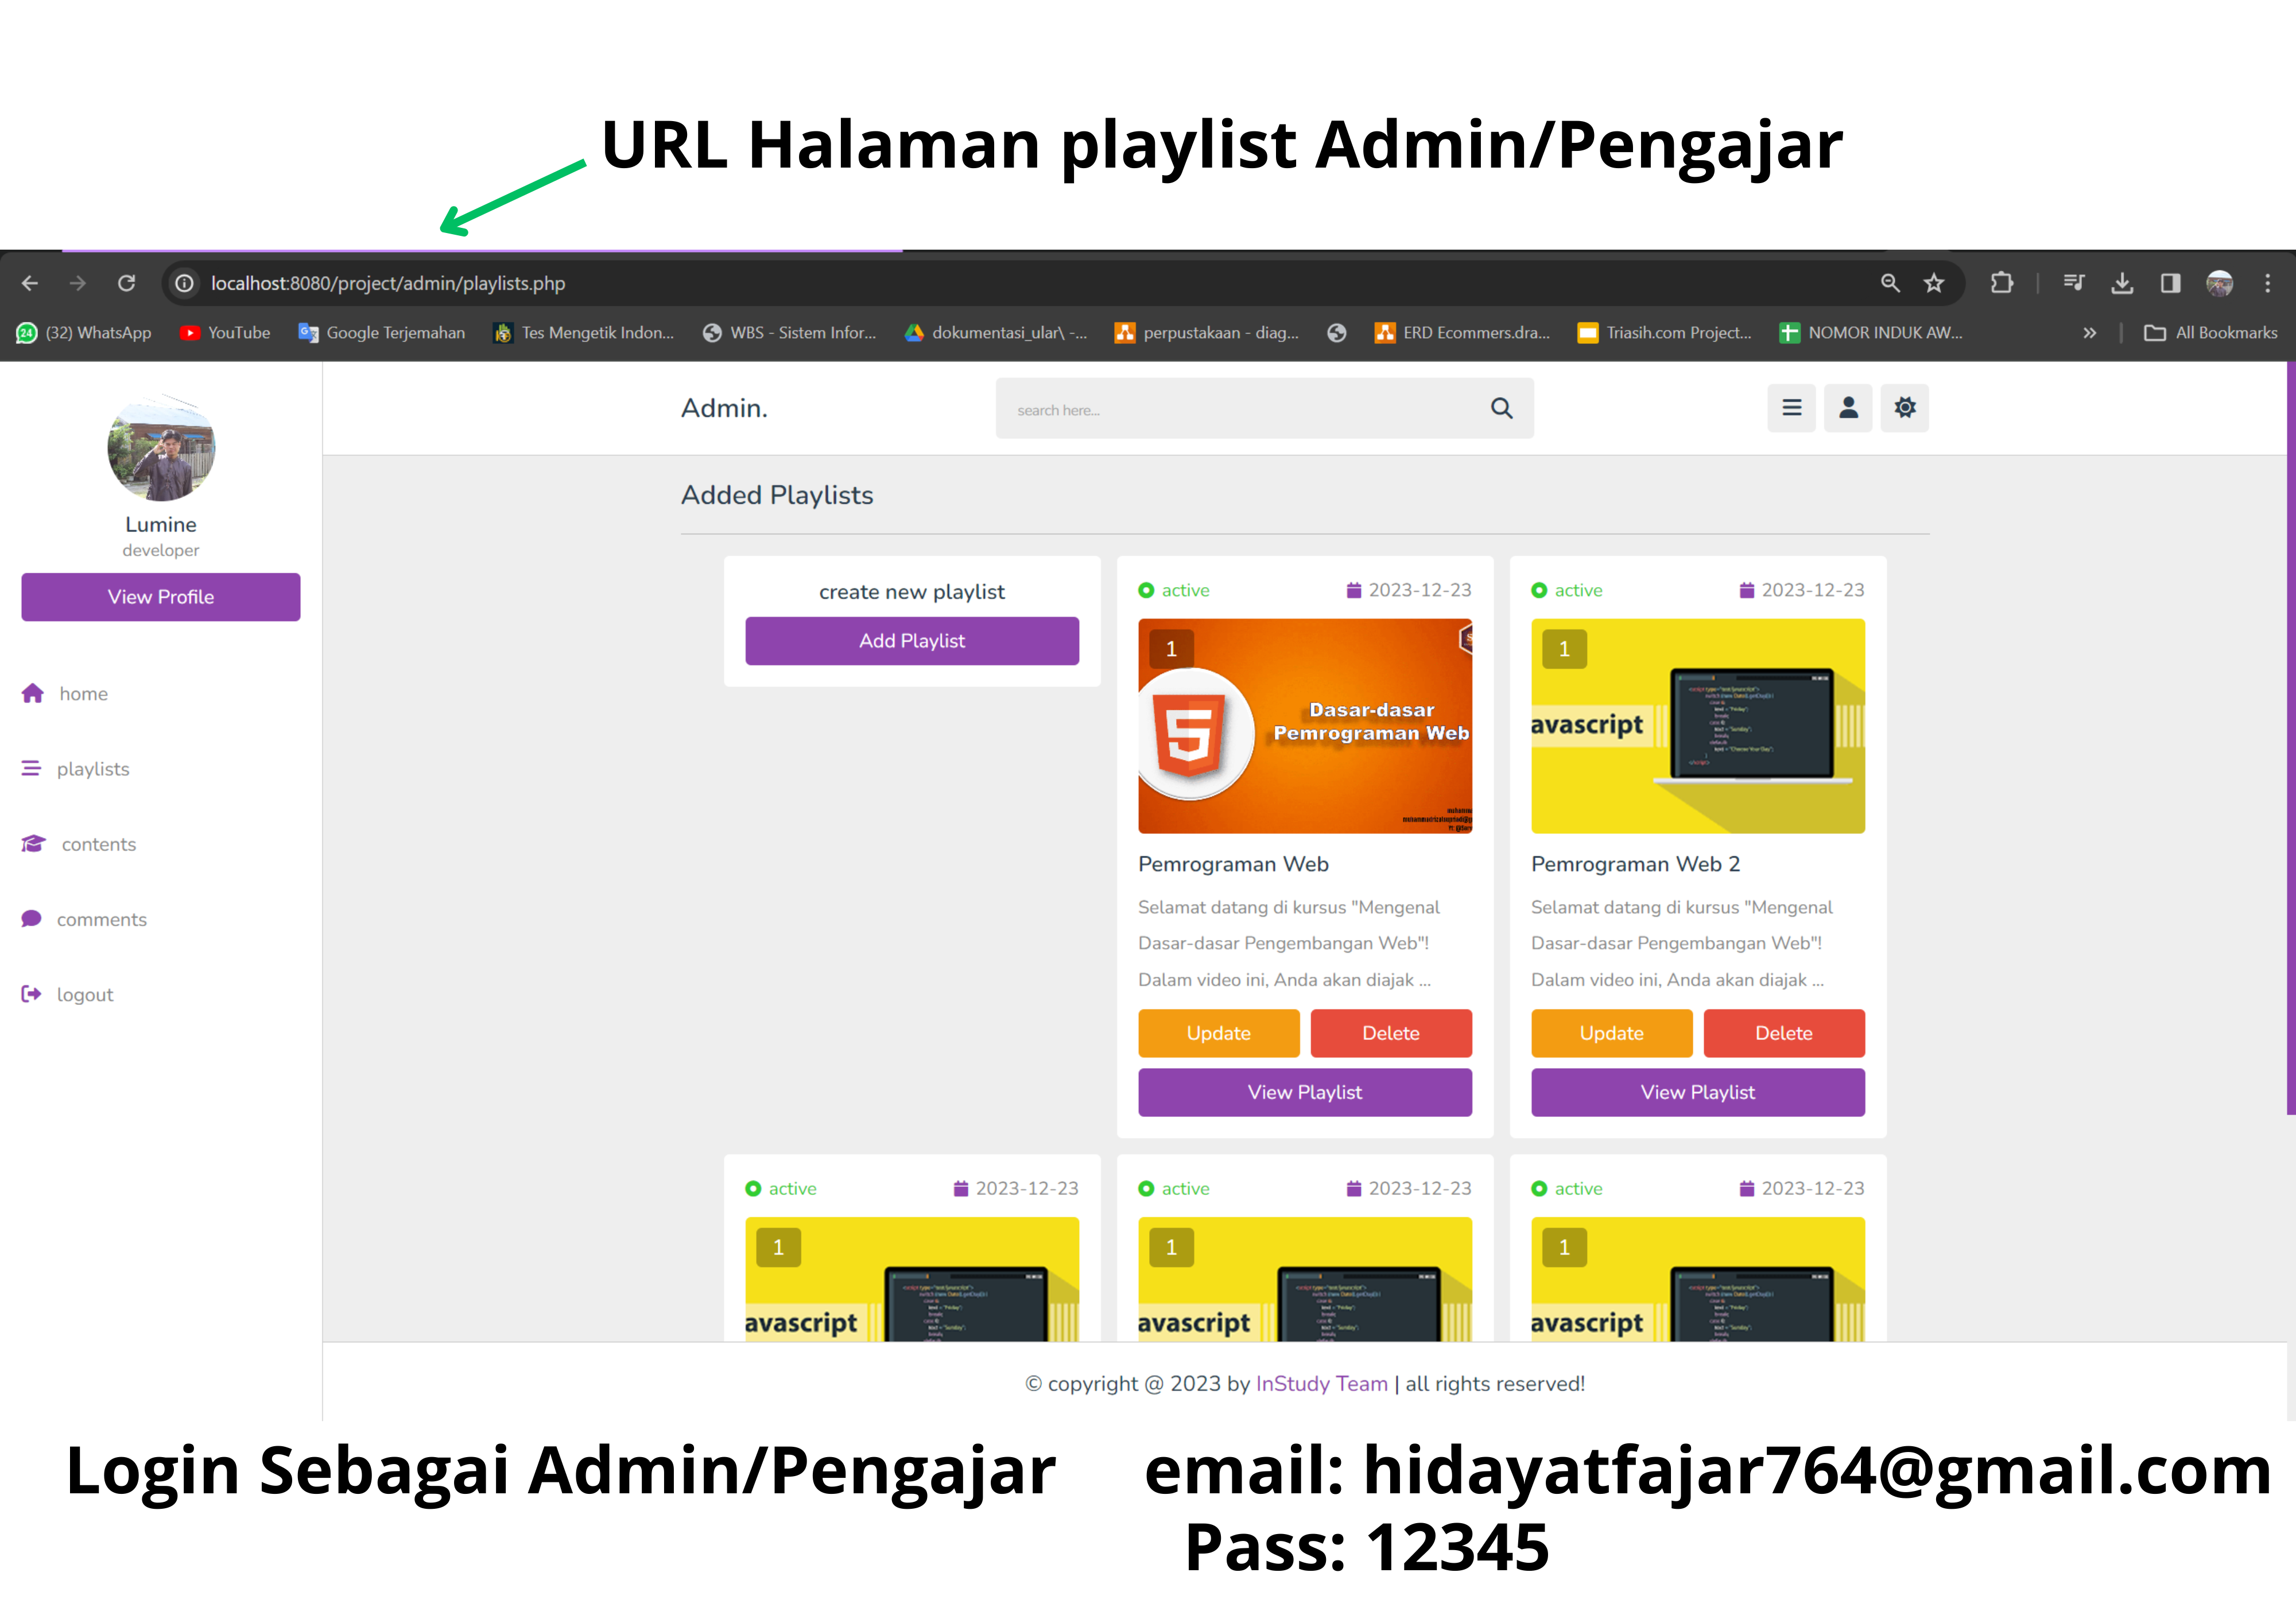 URL Halaman playlist Admin/Pengajar
localhost:8080/project/admin/playlists.php
24 (32) WhatsApp YouTube Google Terjemahan Tes Mengetik Indon... WBS - Sistem Infor... dokumentasi_ular\ -... perpustakaan - diag... ERD Ecommers.dra... Triasih.com Project... NOMOR INDUK AW... » All Bookmarks
Admin.
search here...
Lumine
developer
View Profile
home
playlists
contents
comments
logout
Added Playlists
create new playlist
Add Playlist
active 2023-12-23
1
Dasar-dasar
Pemrograman Web
Pemrograman Web
Selamat datang di kursus "Mengenal
Dasar-dasar Pengembangan Web"!
Dalam video ini, Anda akan diajak ...
Update Delete
View Playlist
active 2023-12-23
1
avascript
Pemrograman Web 2
Selamat datang di kursus "Mengenal
Dasar-dasar Pengembangan Web"!
Dalam video ini, Anda akan diajak ...
Update Delete
View Playlist
active 2023-12-23
1
avascript
active 2023-12-23
1
avascript
active 2023-12-23
1
avascript
© copyright @ 2023 by InStudy Team | all rights reserved!
Login Sebagai Admin/Pengajar
email: hidayatfajar764@gmail.com
Pass: 12345